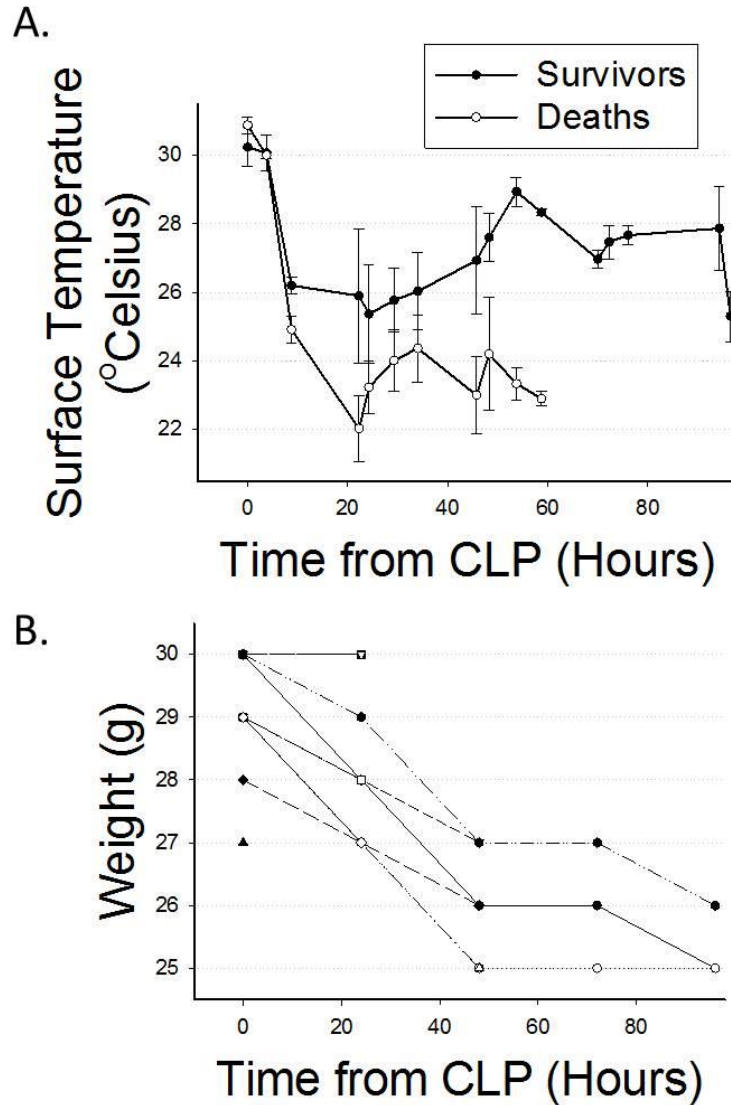 A.
Survivors
Deaths
Surface Temperature
(°Celsius)
30
28
26
24
22
0 20 40 60 80
Time from CLP (Hours)
B.
Weight (g)
30
29
28
27
26
25
0 20 40 60 80
Time from CLP (Hours)